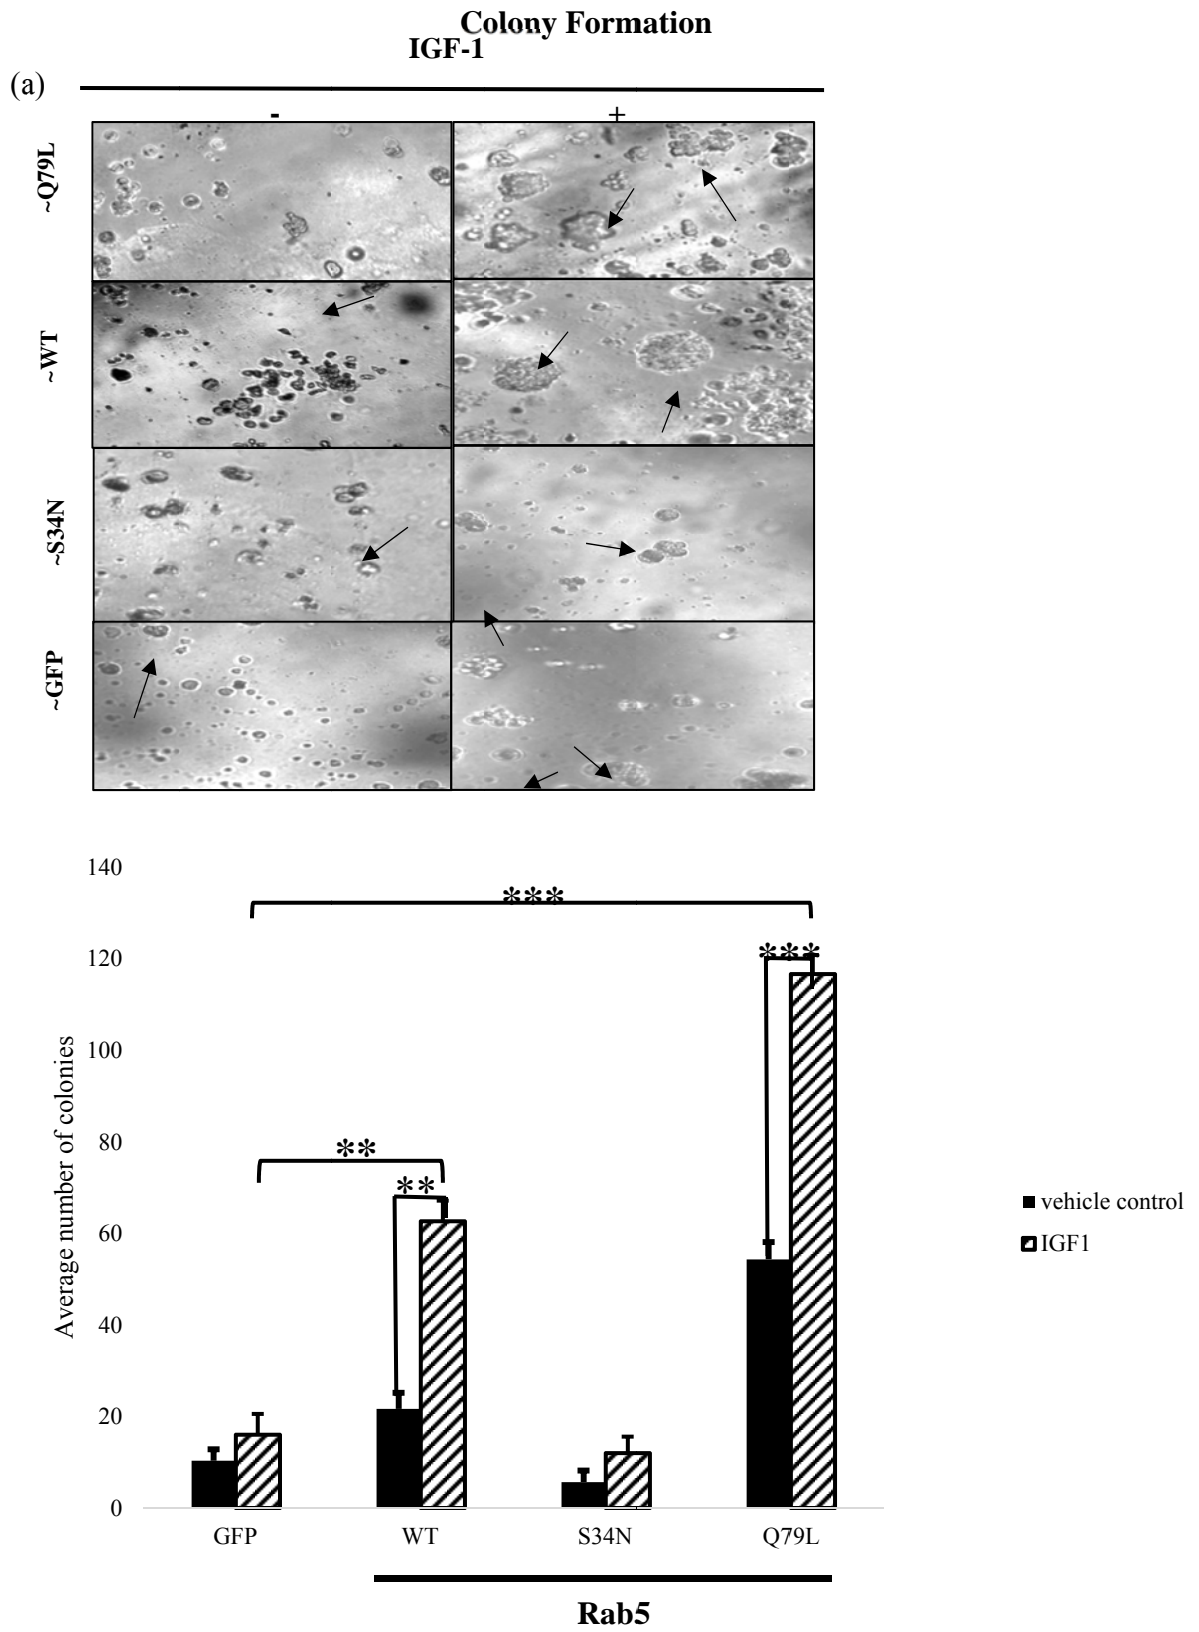 Colony Formation
IGF-1
(a)
- +
~Q79L
~WT
~S34N
~GFP
140
120
100
80
60
40
20
0
Average number of colonies
***
***
**
**
vehicle control
IGF1
GFP WT S34N Q79L
Rab5